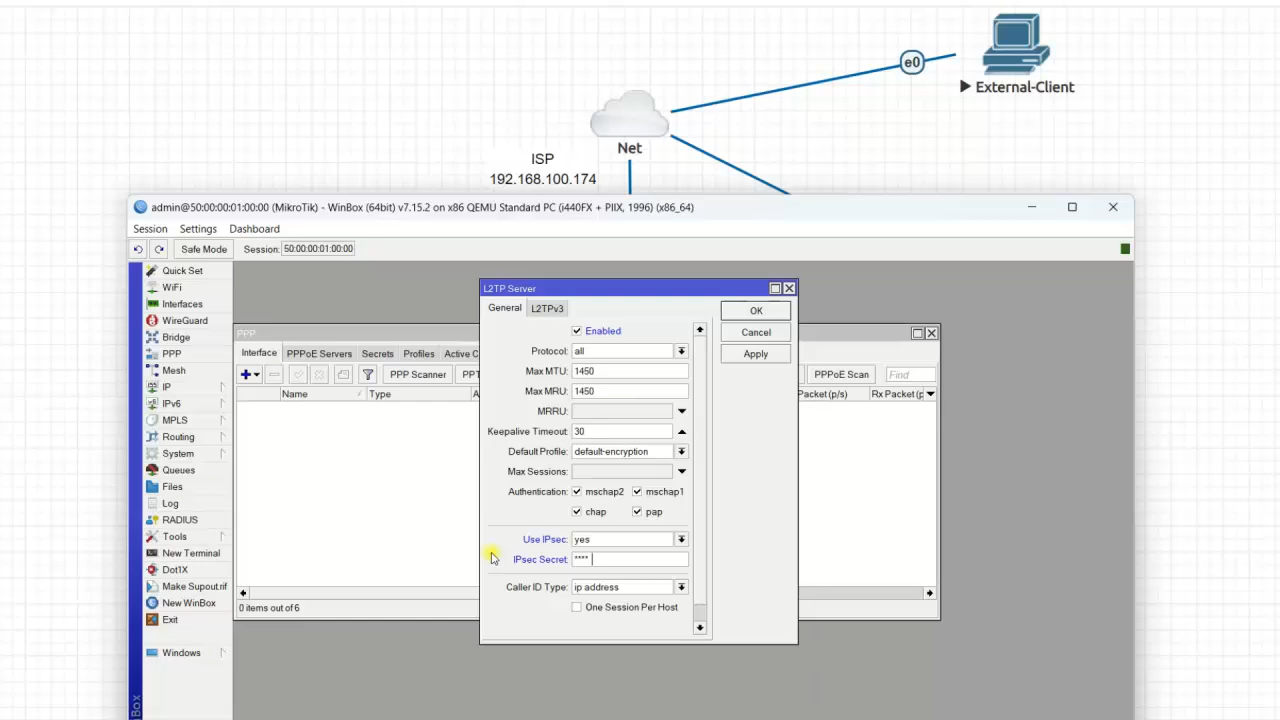 e0
External-Client
Net
ISP
192.168.100.174
admin@50:00:00:01:00:00 (MikroTik) - WinBox (64bit) v7.15.2 on x86 QEMU Standard PC (i440FX + PIIX, 1996) (x86_64)
Session Settings Dashboard
Safe Mode Session: 50:00:00:01:00:00
Quick Set
WiFi
Interfaces
WireGuard
Bridge
PPP
Mesh
IP
IPv6
MPLS
Routing
System
Queues
Files
Log
RADIUS
Tools
New Terminal
Dot1X
Make Supout.rif
New WinBox
Exit
Windows
PPP
Interface PPPoE Servers Secrets Profiles Active C
PPP Scanner PPT PPPoE Scan Find
Name Type A Packet (p/s) Rx Packet (p
0 items out of 6
L2TP Server
General L2TPv3
Enabled
Protocol: all
Max MTU: 1450
Max MRU: 1450
MRRU:
Keepalive Timeout: 30
Default Profile: default-encryption
Max Sessions:
Authentication: mschap2 mschap1
chap pap
Use IPsec: yes
IPsec Secret: ****
Caller ID Type: ip address
One Session Per Host
OK
Cancel
Apply